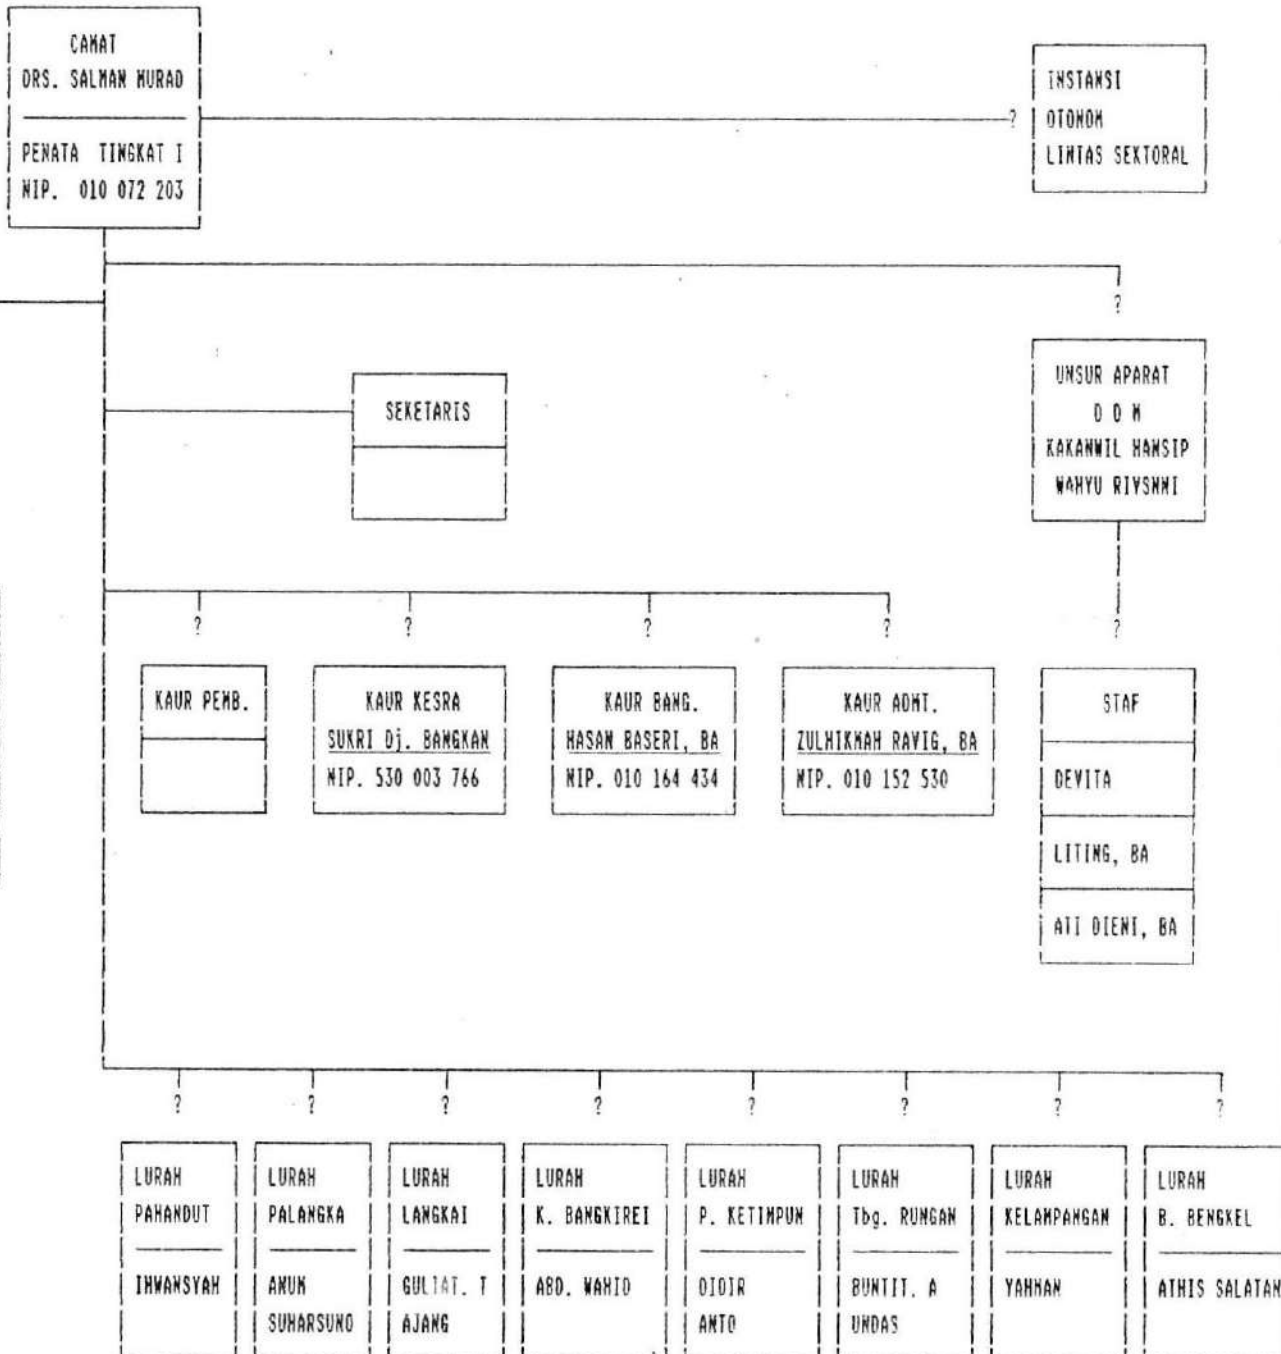 CAMAT
DRS. SALMAN MURAD
PENATA TINGKAT I
NIP. 010 072 203
INSTANSI
? OTONOM
LINTAS SEKTORAL
?
UNSUR APARAT
D O M
KAKANWIL HANSIP
WAHYU
SEKETARIS
? ? ? ? ?
KAUR PEMB.
KAUR KESRA
SUKRI Dj. BANGKAN
NIP. 530 003 766
KAUR BANG.
HASAN BASERI, BA
NIP. 010 164 434
KAUR ADMT.
ZULHIKMAH RAVIG, BA
NIP. 010 152 530
STAF
DEVITA
LITING, BA
ATI DIENI, BA
? ? ? ? ? ? ? ?
LURAH
PAHANDUT
IHWANSYAH
LURAH
PALANGKA
ANUM
SUHARSUNO
LURAH
LANGKAI
GULTAT. T
AJANG
LURAH
K. BANGKIREI
ABD. WAHID
LURAH
P. KETIMPUN
DIDIR
ANTO
LURAH
Tbg. RUNGAN
BUNTIT. A
UNDAS
LURAH
KELAMPANGAN
YAHMAN
LURAH
B. BENGKEL
ATHIS SALATAN